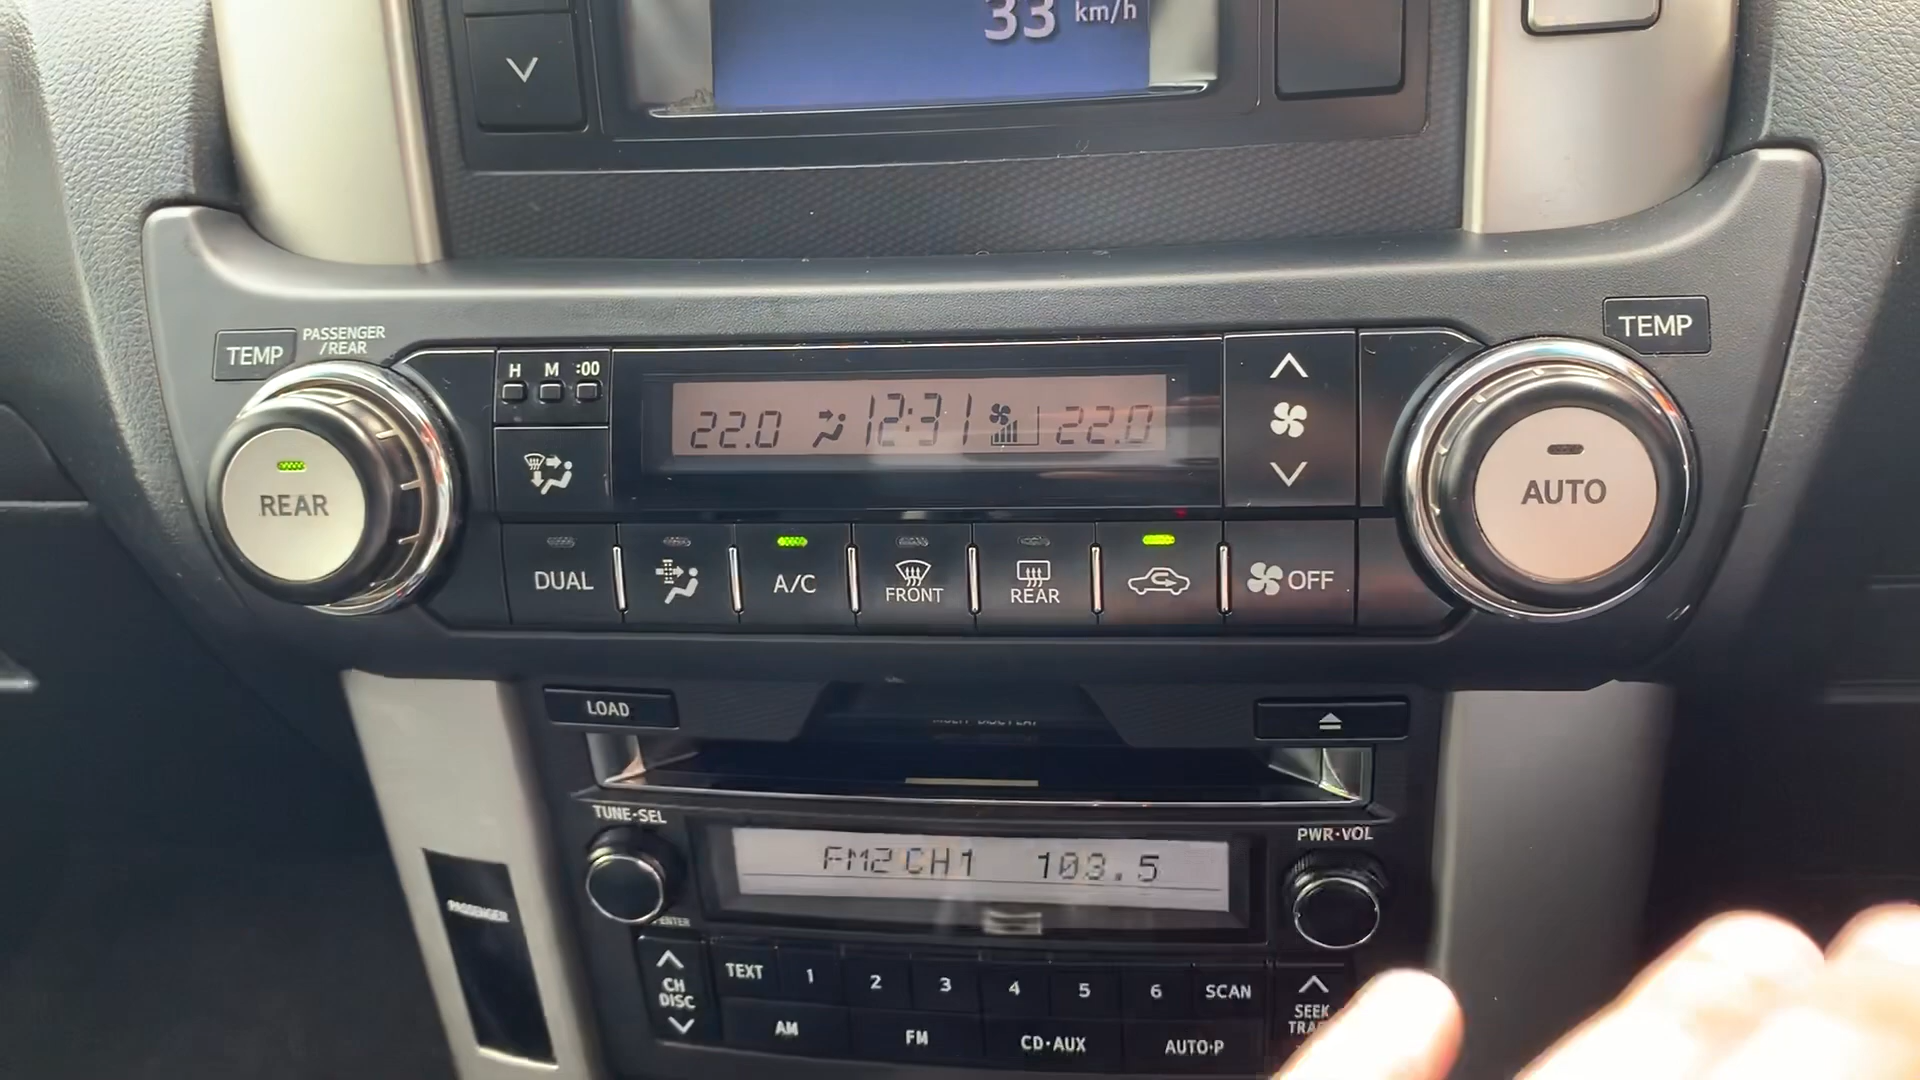 33 km/h
TEMP
PASSENGER
/REAR
TEMP
H M :00
22.0 12:31 22.0
REAR
AUTO
DUAL
A/C
FRONT
REAR
OFF
LOAD
TUNE·SEL
PWR·VOL
FM2 CH1 103.5
PASSENGER
ENTER
TEXT 1 2 3 4 5 6 SCAN
CH
DISC
SEEK
AM FM CD·AUX AUTO·P